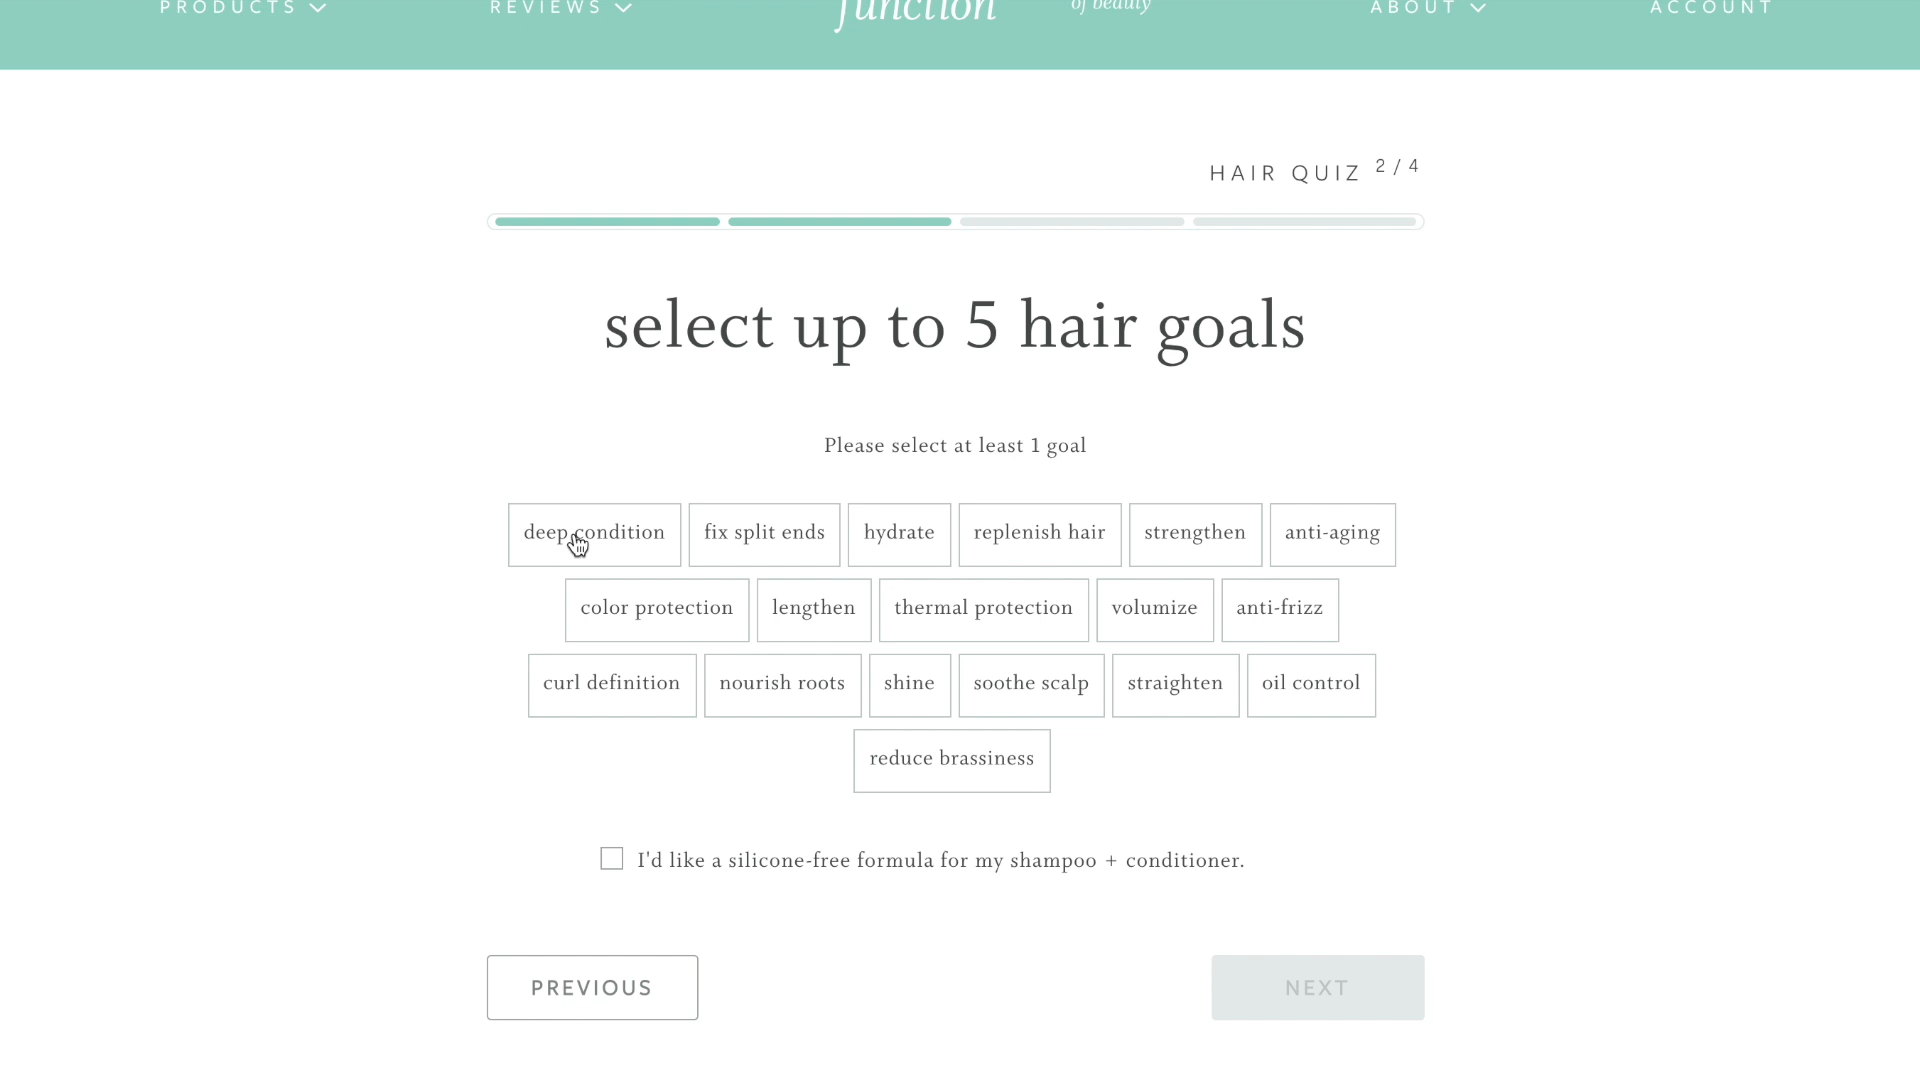 PRODUCTS REVIEWS function of beauty ABOUT ACCOUNT
HAIR QUIZ 2 / 4
select up to 5 hair goals
Please select at least 1 goal
deep condition fix split ends hydrate replenish hair strengthen anti-aging
color protection lengthen thermal protection volumize anti-frizz
curl definition nourish roots shine soothe scalp straighten oil control
reduce brassiness
I'd like a silicone-free formula for my shampoo + conditioner.
PREVIOUS NEXT